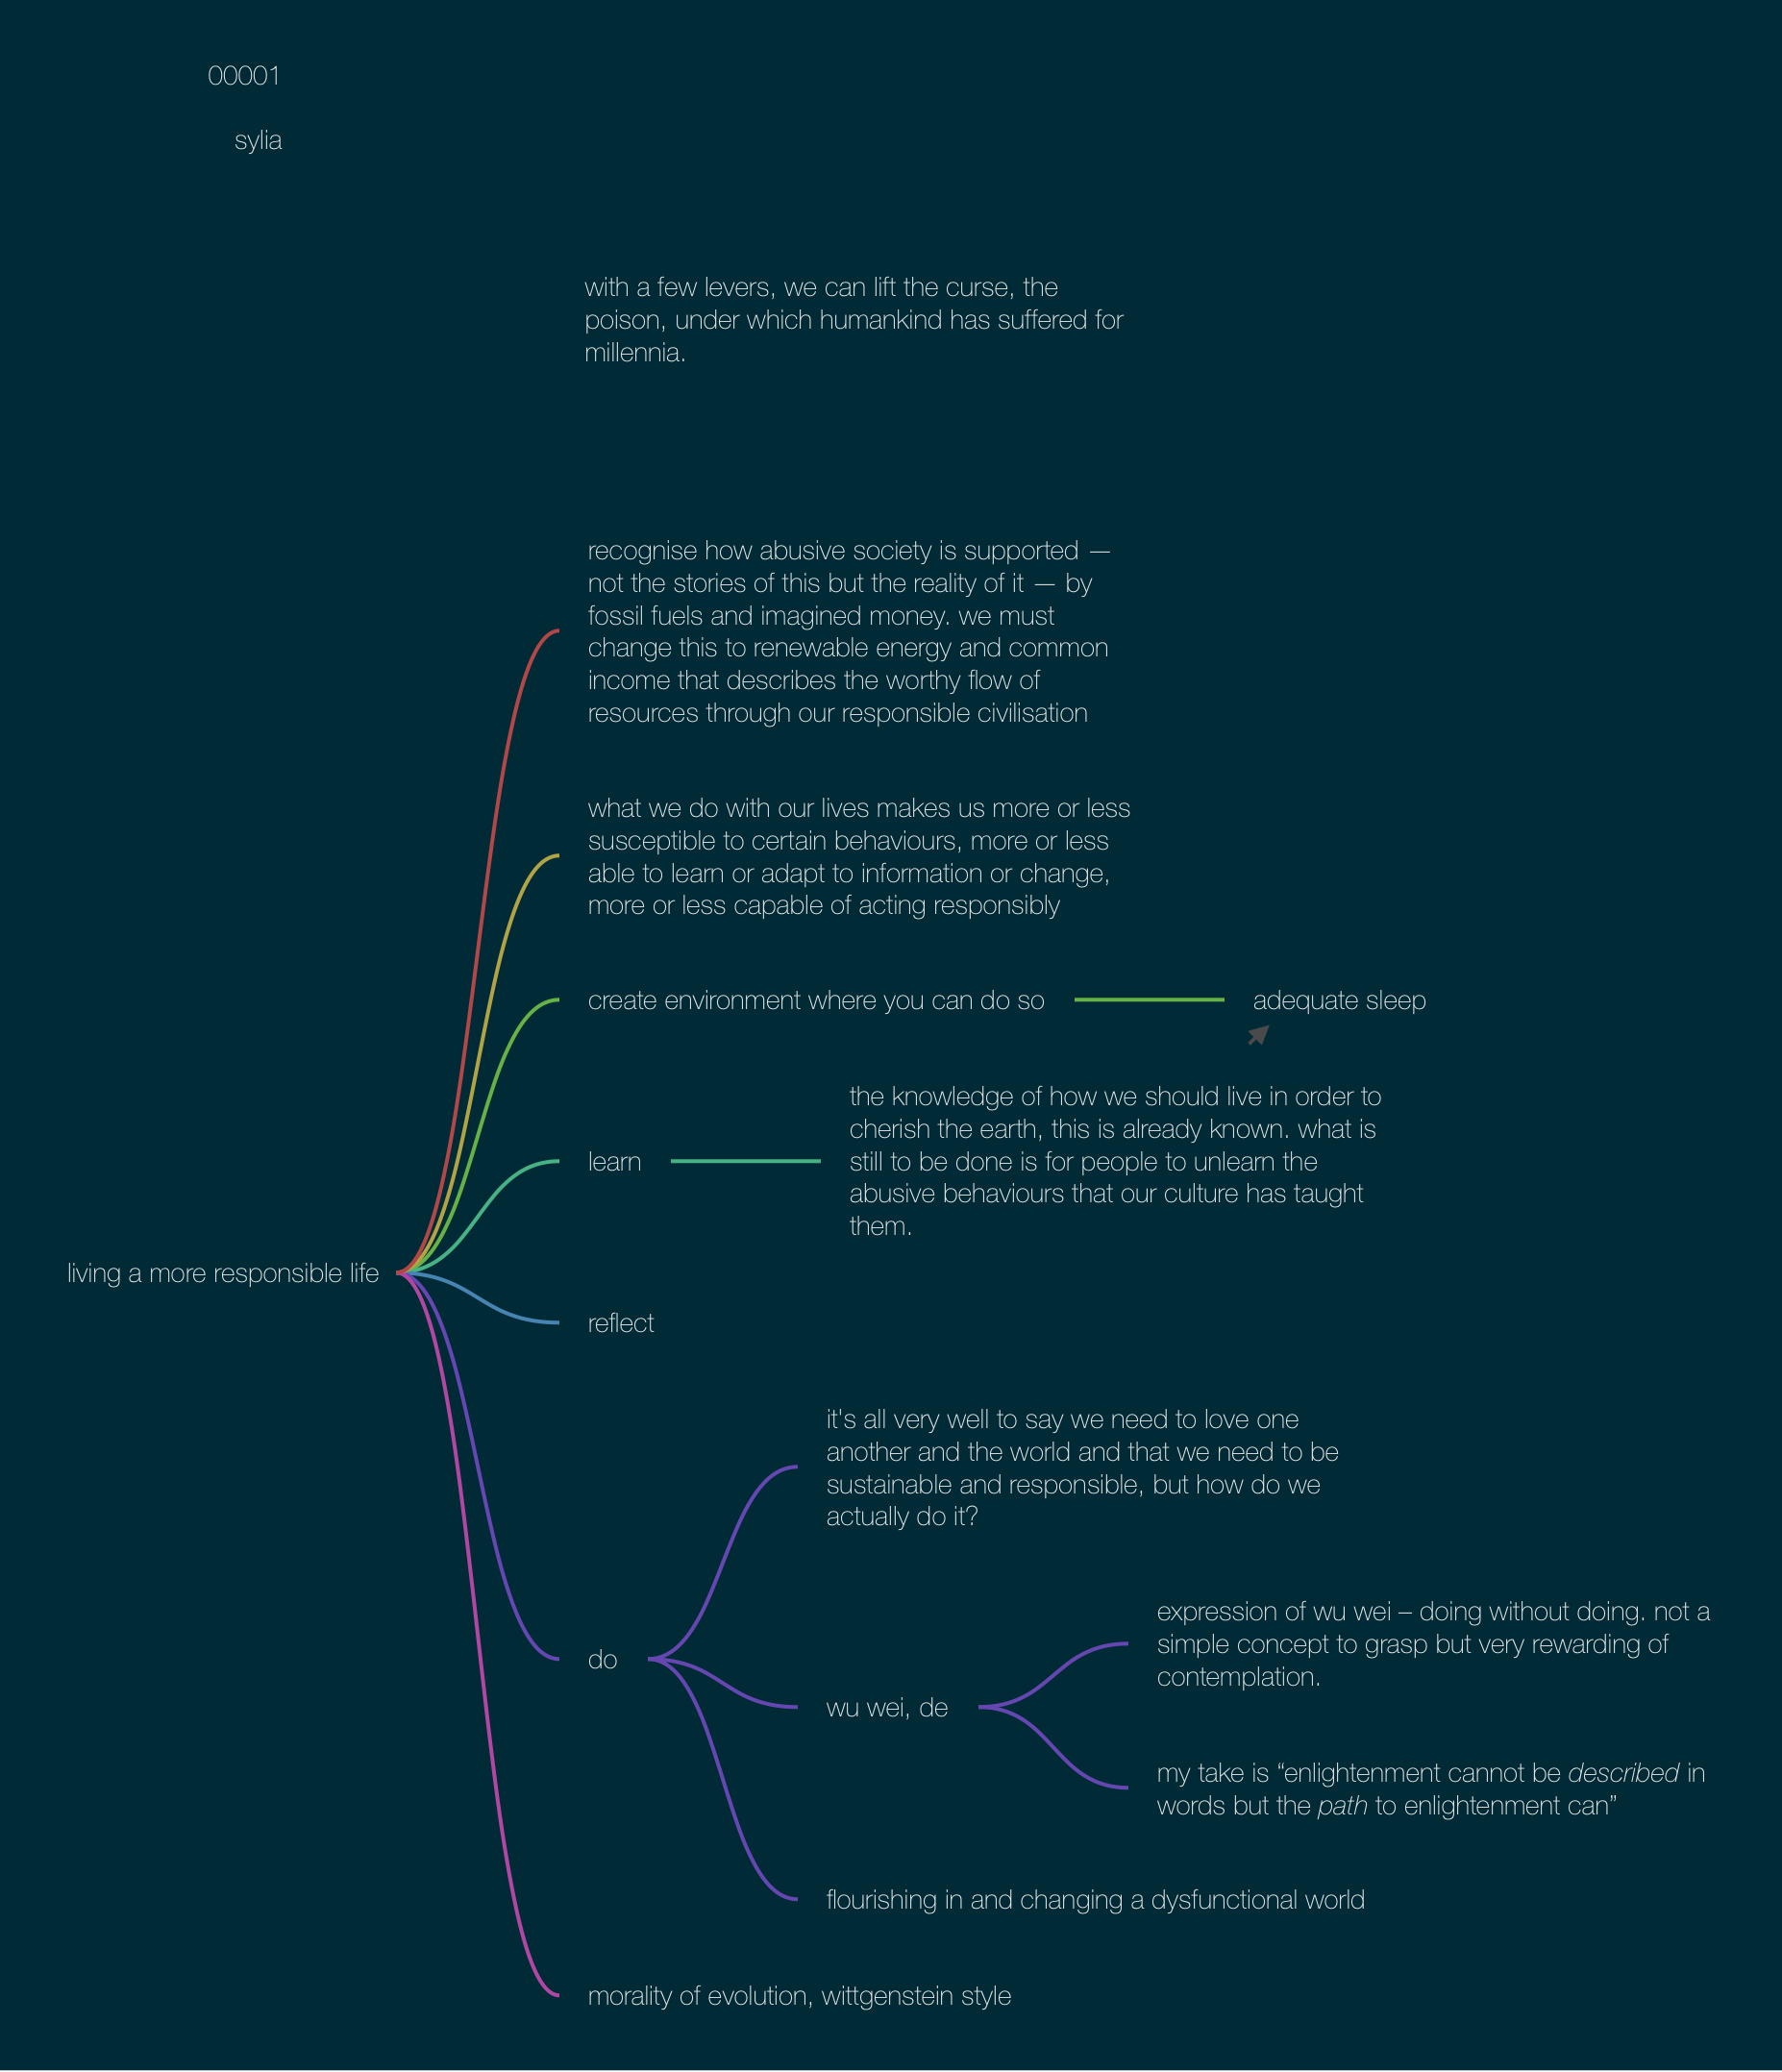 00001
sylia
with a few levers, we can lift the curse, the
poison, under which humankind has suffered for
millennia.
recognise how abusive society is supported —
not the stories of this but the reality of it — by
fossil fuels and imagined money. we must
change this to renewable energy and common
income that describes the worthy flow of
resources through our responsible civilisation
what we do with our lives makes us more or less
susceptible to certain behaviours, more or less
able to learn or adapt to information or change,
more or less capable of acting responsibly
create environment where you can do so
adequate sleep
the knowledge of how we should live in order to
cherish the earth, this is already known. what is
learn
still to be done is for people to unlearn the
abusive behaviours that our culture has taught
them.
living a more responsible life
reflect
it's all very well to say we need to love one
another and the world and that we need to be
sustainable and responsible, but how do we
actually do it?
do
wu wei, de
expression of wu wei – doing without doing. not a
simple concept to grasp but very rewarding of
contemplation.
my take is “enlightenment cannot be described in
words but the path to enlightenment can”
flourishing in and changing a dysfunctional world
morality of evolution, wittgenstein style